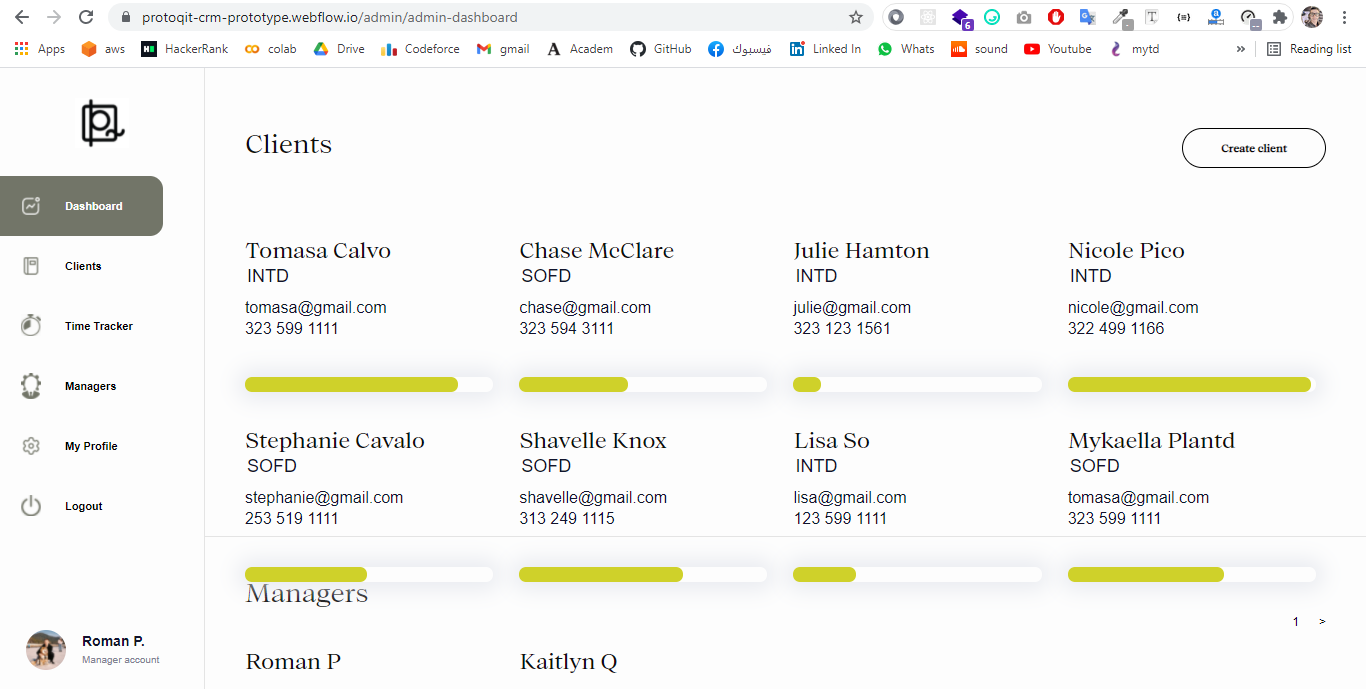 protoqit-crm-prototype.webflow.io/admin/admin-dashboard
6
Apps aws HackerRank colab Drive Codeforce gmail Academ GitHub فيسبوك Linked In Whats sound Youtube mytd » Reading list
Clients
Create client
Dashboard
Clients
Time Tracker
Managers
My Profile
Logout
Roman P.
Manager account
Tomasa Calvo
INTD
tomasa@gmail.com
323 599 1111
Chase McClare
SOFD
chase@gmail.com
323 594 3111
Julie Hamton
INTD
julie@gmail.com
323 123 1561
Nicole Pico
INTD
nicole@gmail.com
322 499 1166
Stephanie Cavalo
SOFD
stephanie@gmail.com
253 519 1111
Shavelle Knox
SOFD
shavelle@gmail.com
313 249 1115
Lisa So
INTD
lisa@gmail.com
123 599 1111
Mykaella Plantd
SOFD
tomasa@gmail.com
323 599 1111
Managers
1 >
Roman P
Kaitlyn Q